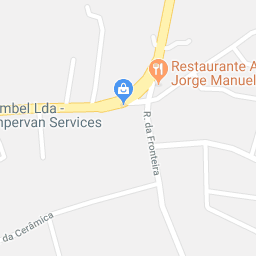 Restaurante A
Jorge Manuel
mbel Lda -
mpervan Services
R. da Fronteira
da Cerâmica